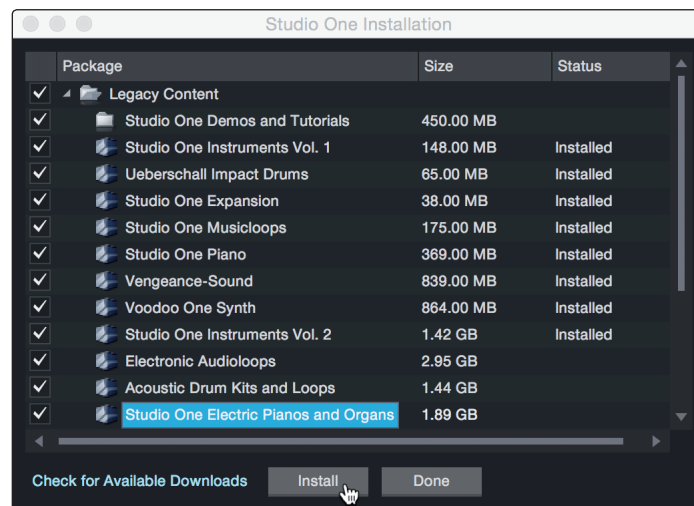 Studio One Installation
Package Size Status
Legacy Content
Studio One Demos and Tutorials 450.00 MB
Studio One Instruments Vol. 1 148.00 MB Installed
Ueberschall Impact Drums 65.00 MB Installed
Studio One Expansion 38.00 MB Installed
Studio One Musicloops 175.00 MB Installed
Studio One Piano 369.00 MB Installed
Vengeance-Sound 839.00 MB Installed
Voodoo One Synth 864.00 MB Installed
Studio One Instruments Vol. 2 1.42 GB Installed
Electronic Audioloops 2.95 GB
Acoustic Drum Kits and Loops 1.44 GB
Studio One Electric Pianos and Organs 1.89 GB
Check for Available Downloads Install Done